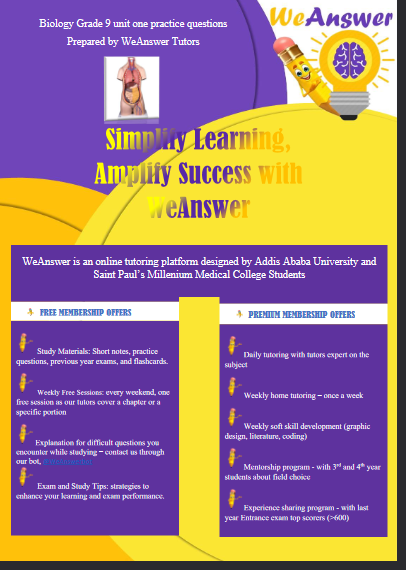 Biology Grade 9 unit one practice questions
Prepared by WeAnswer Tutors
WeAnswer
Simplify Learning,
Amplify Success with
WeAnswer
WeAnswer is an online tutoring platform designed by Addis Ababa University and
Saint Paul's Millenium Medical College Students
FREE MEMBERSHIP OFFERS
Study Materials: Short notes, practice
questions, previous year exams, and flashcards.
Weekly Free Sessions: every weekend, one
free session as our tutors cover a chapter or a
specific portion
Explanation for difficult questions you
encounter while studying – contact us through
our bot,
Exam and Study Tips: strategies to
enhance your learning and exam performance.
PREMIUM MEMBERSHIP OFFERS
Daily tutoring with tutors expert on the
subject
Weekly home tutoring – once a week
Weekly soft skill development (graphic
design, literature, coding)
Mentorship program - with 3rd and 4th year
students about field choice
Experience sharing program - with last
year Entrance exam top scorers (>600)